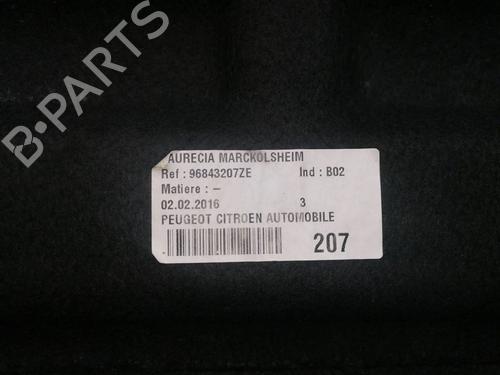 AURECIA MARCKOLSHEIM
Ref : 96843207ZE Ind : B02
Matiere : –
02.02.2016 3
PEUGEOT CITROEN AUTOMOBILE
207
B-PARTS